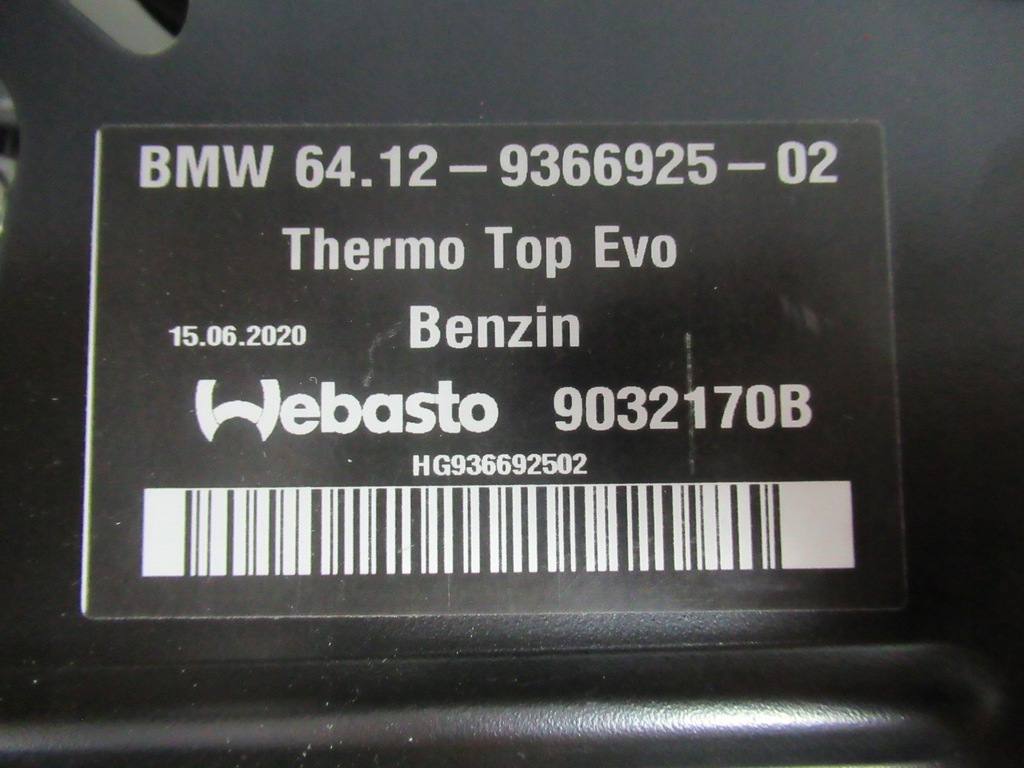 BMW 64.12-9366925-02
Thermo Top Evo
Benzin
15.06.2020
Webasto 9032170B
HG936692502